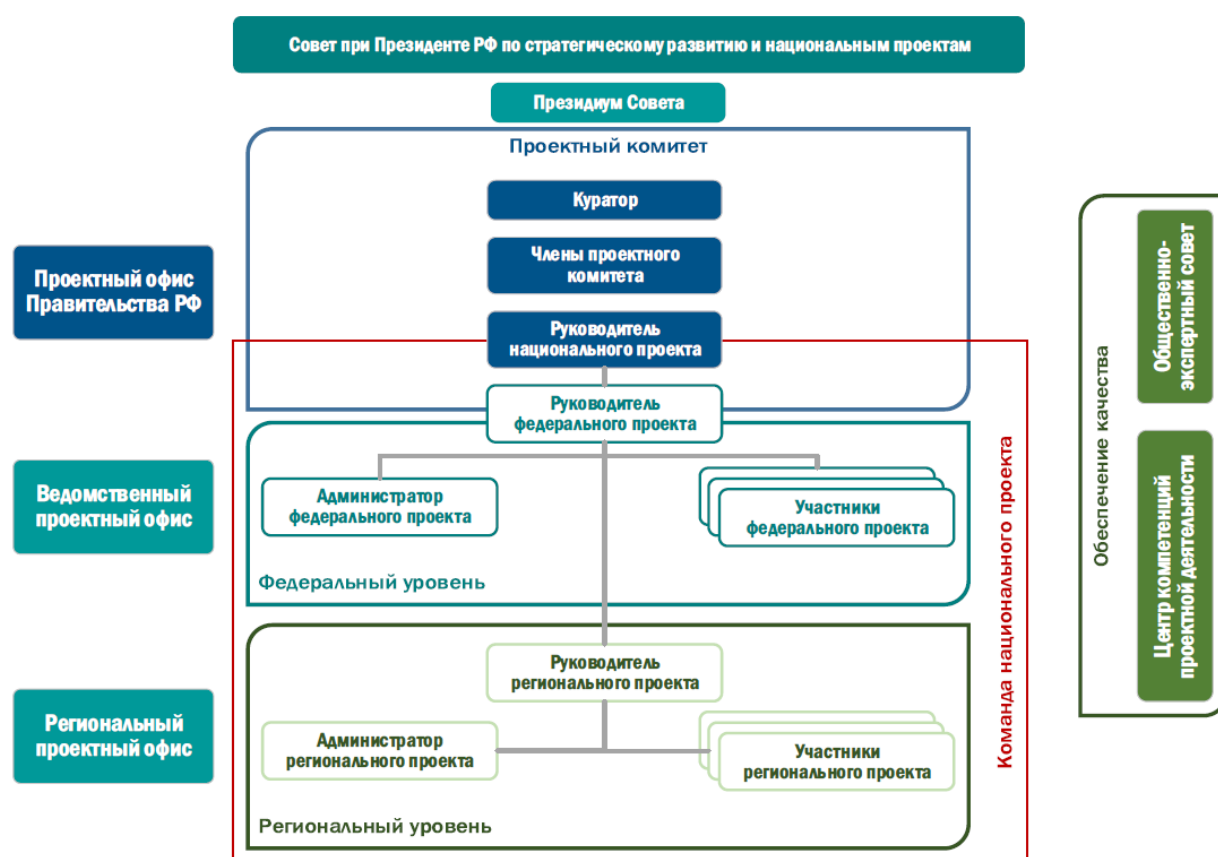 Совет при Президенте РФ по стратегическому развитию и национальным проектам
Президиум Совета
Проектный комитет
Куратор
Члены проектного
комитета
Руководитель
национального проекта
Проектный офис
Правительства РФ
Руководитель
федерального проекта
Администратор
федерального проекта
Участники
федерального проекта
Федеральный уровень
Ведомственный
проектный офис
Руководитель
регионального проекта
Администратор
регионального проекта
Участники
регионального проекта
Региональный уровень
Региональный
проектный офис
Команда национального проекта
Обеспечение качества
Общественно-
экспертный совет
Центр компетенций
проектной деятельности